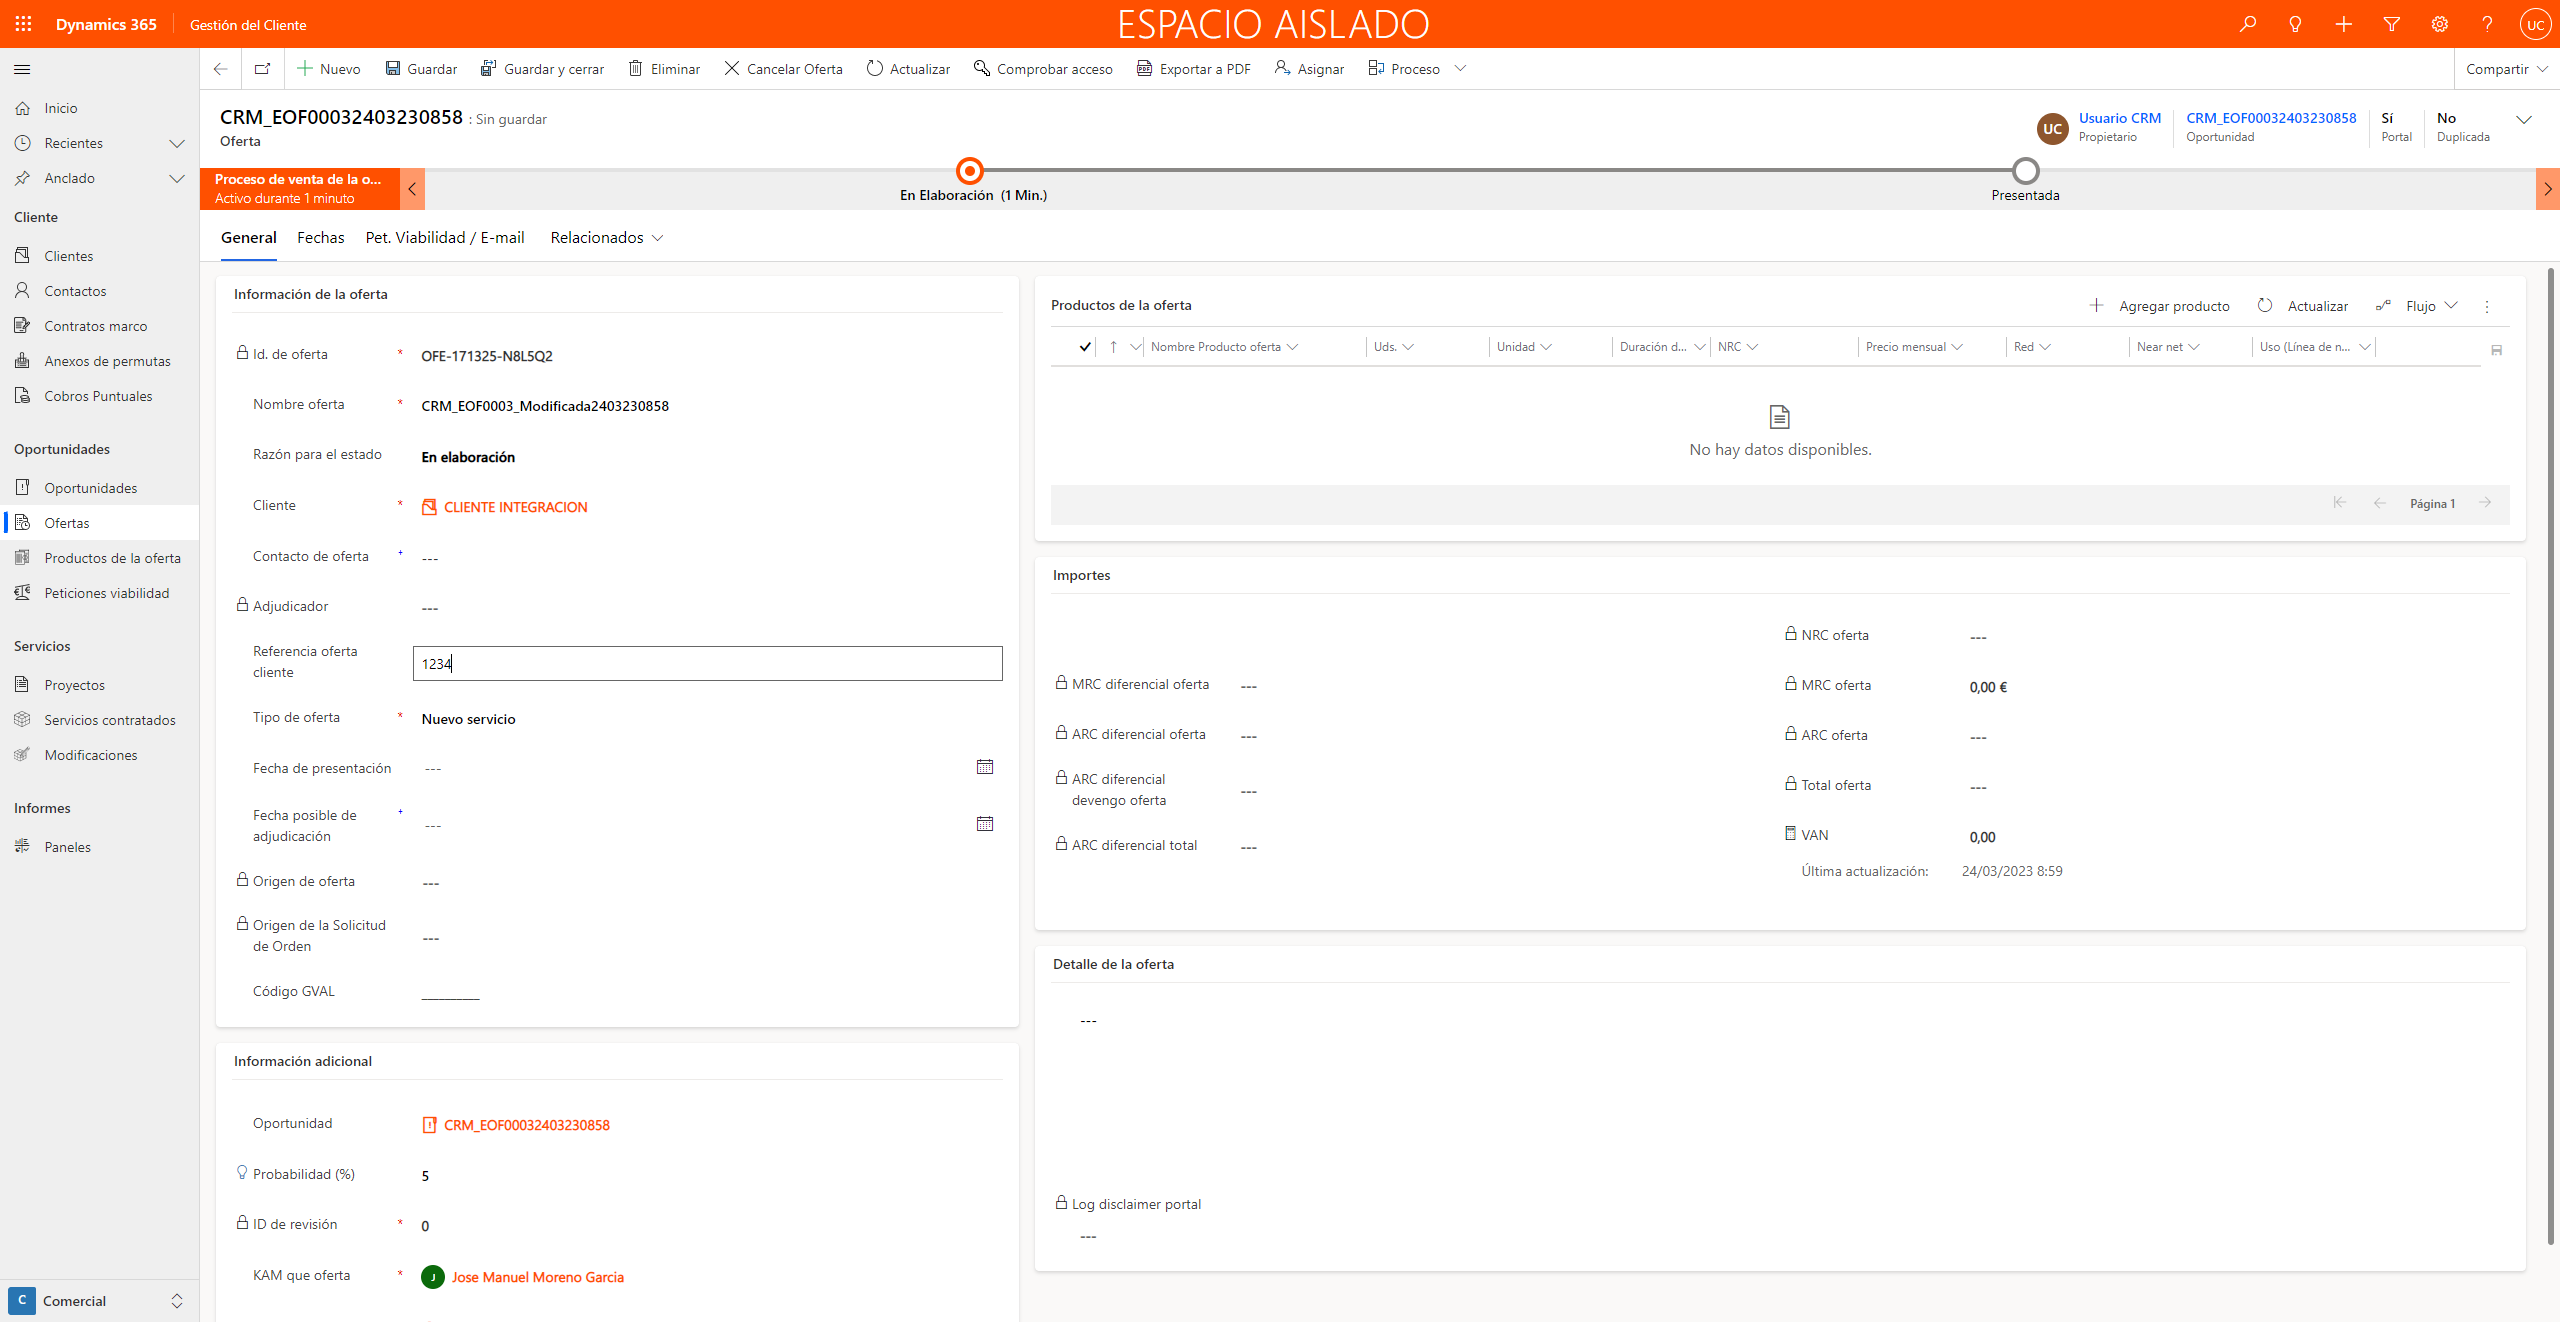 Dynamics 365
Gestión del Cliente
ESPACIO AISLADO
UC
Nuevo
Guardar
Guardar y cerrar
Eliminar
Cancelar Oferta
Actualizar
Comprobar acceso
Exportar a PDF
Asignar
Proceso
Compartir
Inicio
Recientes
Anclado
Cliente
Clientes
Contactos
Contratos marco
Anexos de permutas
Cobros Puntuales
Oportunidades
Oportunidades
Ofertas
Productos de la oferta
Peticiones viabilidad
Servicios
Proyectos
Servicios contratados
Modificaciones
Informes
Paneles
C Comercial
CRM_EOF00032403230858 : Sin guardar
Oferta
UC
Usuario CRM
Propietario
CRM_EOF00032403230858
Oportunidad
Sí
Portal
No
Duplicada
Proceso de venta de la o...
Activo durante 1 minuto
En Elaboración (1 Min.)
Presentada
General
Fechas
Pet. Viabilidad / E-mail
Relacionados
Información de la oferta
Id. de oferta * OFE-171325-N8L5Q2
Nombre oferta * CRM_EOF0003_Modificada2403230858
Razón para el estado En elaboración
Cliente * CLIENTE INTEGRACION
Contacto de oferta + ---
Adjudicador ---
Referencia oferta
cliente
1234
Tipo de oferta * Nuevo servicio
Fecha de presentación ---
Fecha posible de
adjudicación
+ ---
Origen de oferta ---
Origen de la Solicitud
de Orden
---
Código GVAL __________
Información adicional
Oportunidad CRM_EOF00032403230858
Probabilidad (%) 5
ID de revisión * 0
KAM que oferta * J Jose Manuel Moreno Garcia
Productos de la oferta
Agregar producto
Actualizar
Flujo
Nombre Producto oferta
Uds.
Unidad
Duración d...
NRC
Precio mensual
Red
Near net
Uso (Línea de n...
No hay datos disponibles.
Página 1
Importes
MRC diferencial oferta ---
ARC diferencial oferta ---
ARC diferencial
devengo oferta
---
ARC diferencial total ---
NRC oferta ---
MRC oferta 0,00 €
ARC oferta ---
Total oferta ---
VAN 0,00
Última actualización: 24/03/2023 8:59
Detalle de la oferta
---
Log disclaimer portal
---